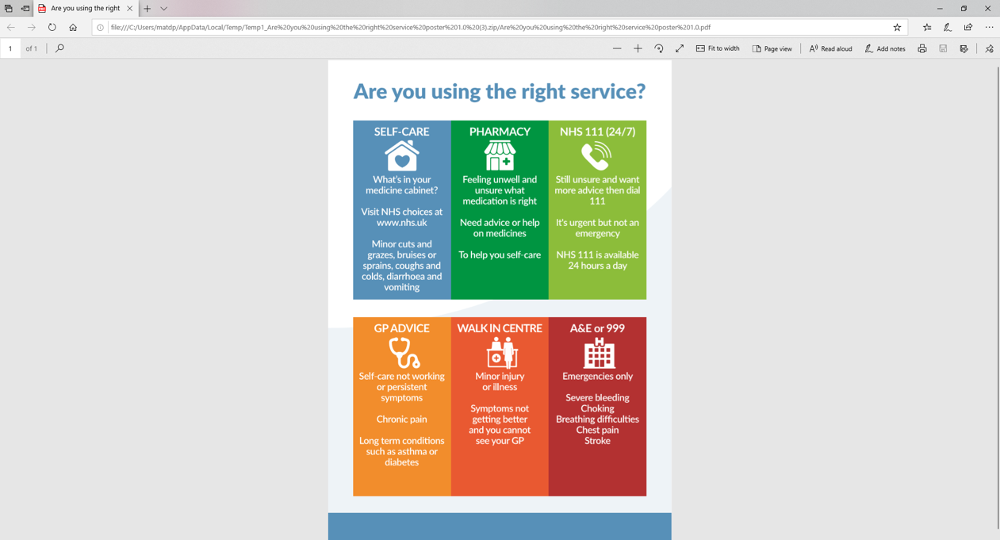 Are you using the right
file:///C:/Users/matdp/AppData/Local/Temp/Temp1_Are%20you%20using%20the%20right%20service%20poster%201.0%20(3).zip/Are%20you%20using%20the%20right%20service%20poster%201.0.pdf
1 of 1
Fit to width
Page view
Read aloud
Add notes
Are you using the right service?
SELF-CARE
What's in your
medicine cabinet?
Visit NHS choices at
www.nhs.uk
Minor cuts and
grazes, bruises or
sprains, coughs and
colds, diarrhoea and
vomiting
PHARMACY
Feeling unwell and
unsure what
medication is right
Need advice or help
on medicines
To help you self-care
NHS 111 (24/7)
Still unsure and want
more advice then dial
111
It's urgent but not an
emergency
NHS 111 is available
24 hours a day
GP ADVICE
Self-care not working
or persistent
symptoms
Chronic pain
Long term conditions
such as asthma or
diabetes
WALK IN CENTRE
Minor injury
or illness
Symptoms not
getting better
and you cannot
see your GP
A&E or 999
Emergencies only
Severe bleeding
Choking
Breathing difficulties
Chest pain
Stroke